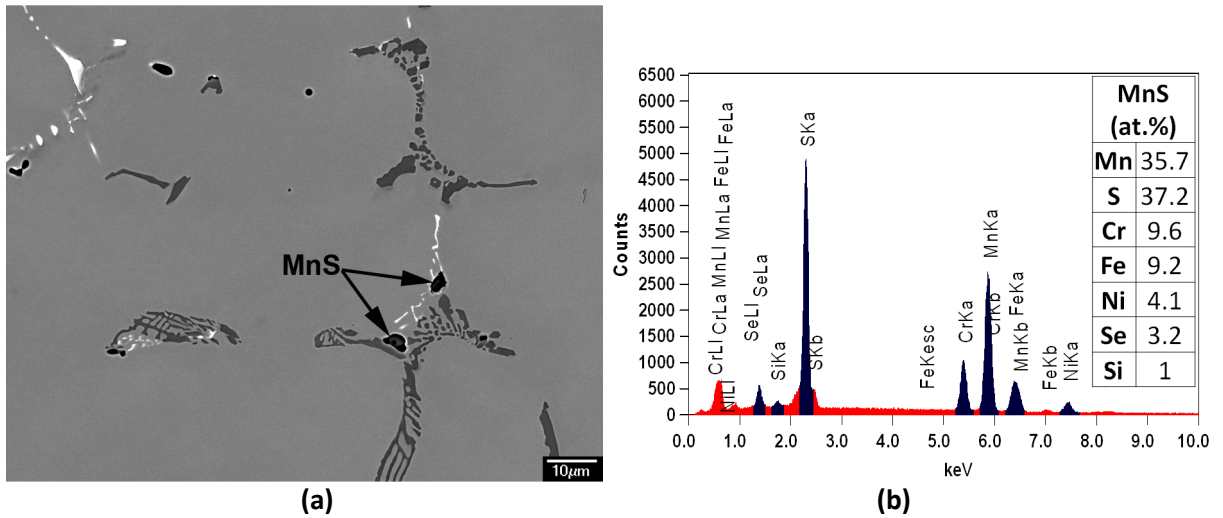 MnS
10µm
(a)
6500
6000
5500
5000
4500
4000
3500
3000
2500
2000
1500
1000
500
0
Counts
0.0 1.0 2.0 3.0 4.0 5.0 6.0 7.0 8.0 9.0 10.0
keV
CrLl
CrLa
NiLl
MnLl
MnLa
FeLl
FeLa
SeLl
SeLa
SiKa
SKa
SKb
FeKesc
CrKa
MnKa
CrKb
MnKb
FeKa
FeKb
NiKa
MnS
(at.%)
Mn 35.7
S 37.2
Cr 9.6
Fe 9.2
Ni 4.1
Se 3.2
Si 1
(b)